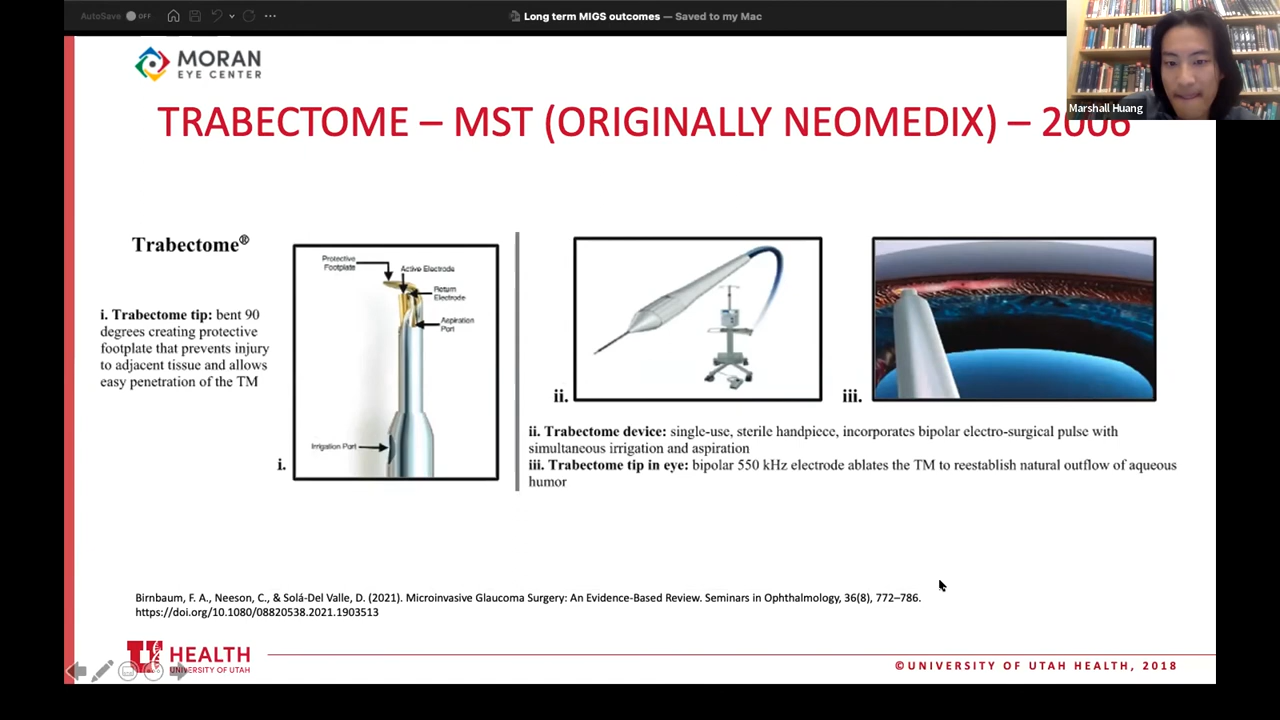 AutoSave OFF
Long term MIGS outcomes — Saved to my Mac
MORAN
EYE CENTER
Marshall Huang
TRABECTOME – MST (ORIGINALLY NEOMEDIX) – 2006
Trabectome®
i. Trabectome tip: bent 90
degrees creating protective
footplate that prevents injury
to adjacent tissue and allows
easy penetration of the TM
Protective
Footplate
Active Electrode
Return
Electrode
Aspiration
Port
Irrigation Port
i.
ii.
iii.
ii. Trabectome device: single-use, sterile handpiece, incorporates bipolar electro-surgical pulse with
simultaneous irrigation and aspiration
iii. Trabectome tip in eye: bipolar 550 kHz electrode ablates the TM to reestablish natural outflow of aqueous
humor
Birnbaum, F. A., Neeson, C., & Solá-Del Valle, D. (2021). Microinvasive Glaucoma Surgery: An Evidence-Based Review. Seminars in Ophthalmology, 36(8), 772–786.
https://doi.org/10.1080/08820538.2021.1903513
U HEALTH
UNIVERSITY OF UTAH
©UNIVERSITY OF UTAH HEALTH, 2018